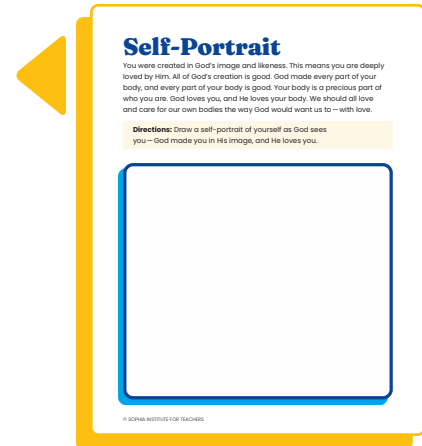 Self-Portrait
You were created in God's image and likeness. This means you are deeply
loved by Him. All of God's creation is good. God made every part of your
body, and every part of your body is good. Your body is a precious part of
who you are. God loves you, and He loves your body. We should all love
and care for our own bodies the way God would want us to—with love.
Directions: Draw a self-portrait of yourself as God sees
you—God made you in His image, and He loves you.
© SOPHIA INSTITUTE FOR TEACHERS